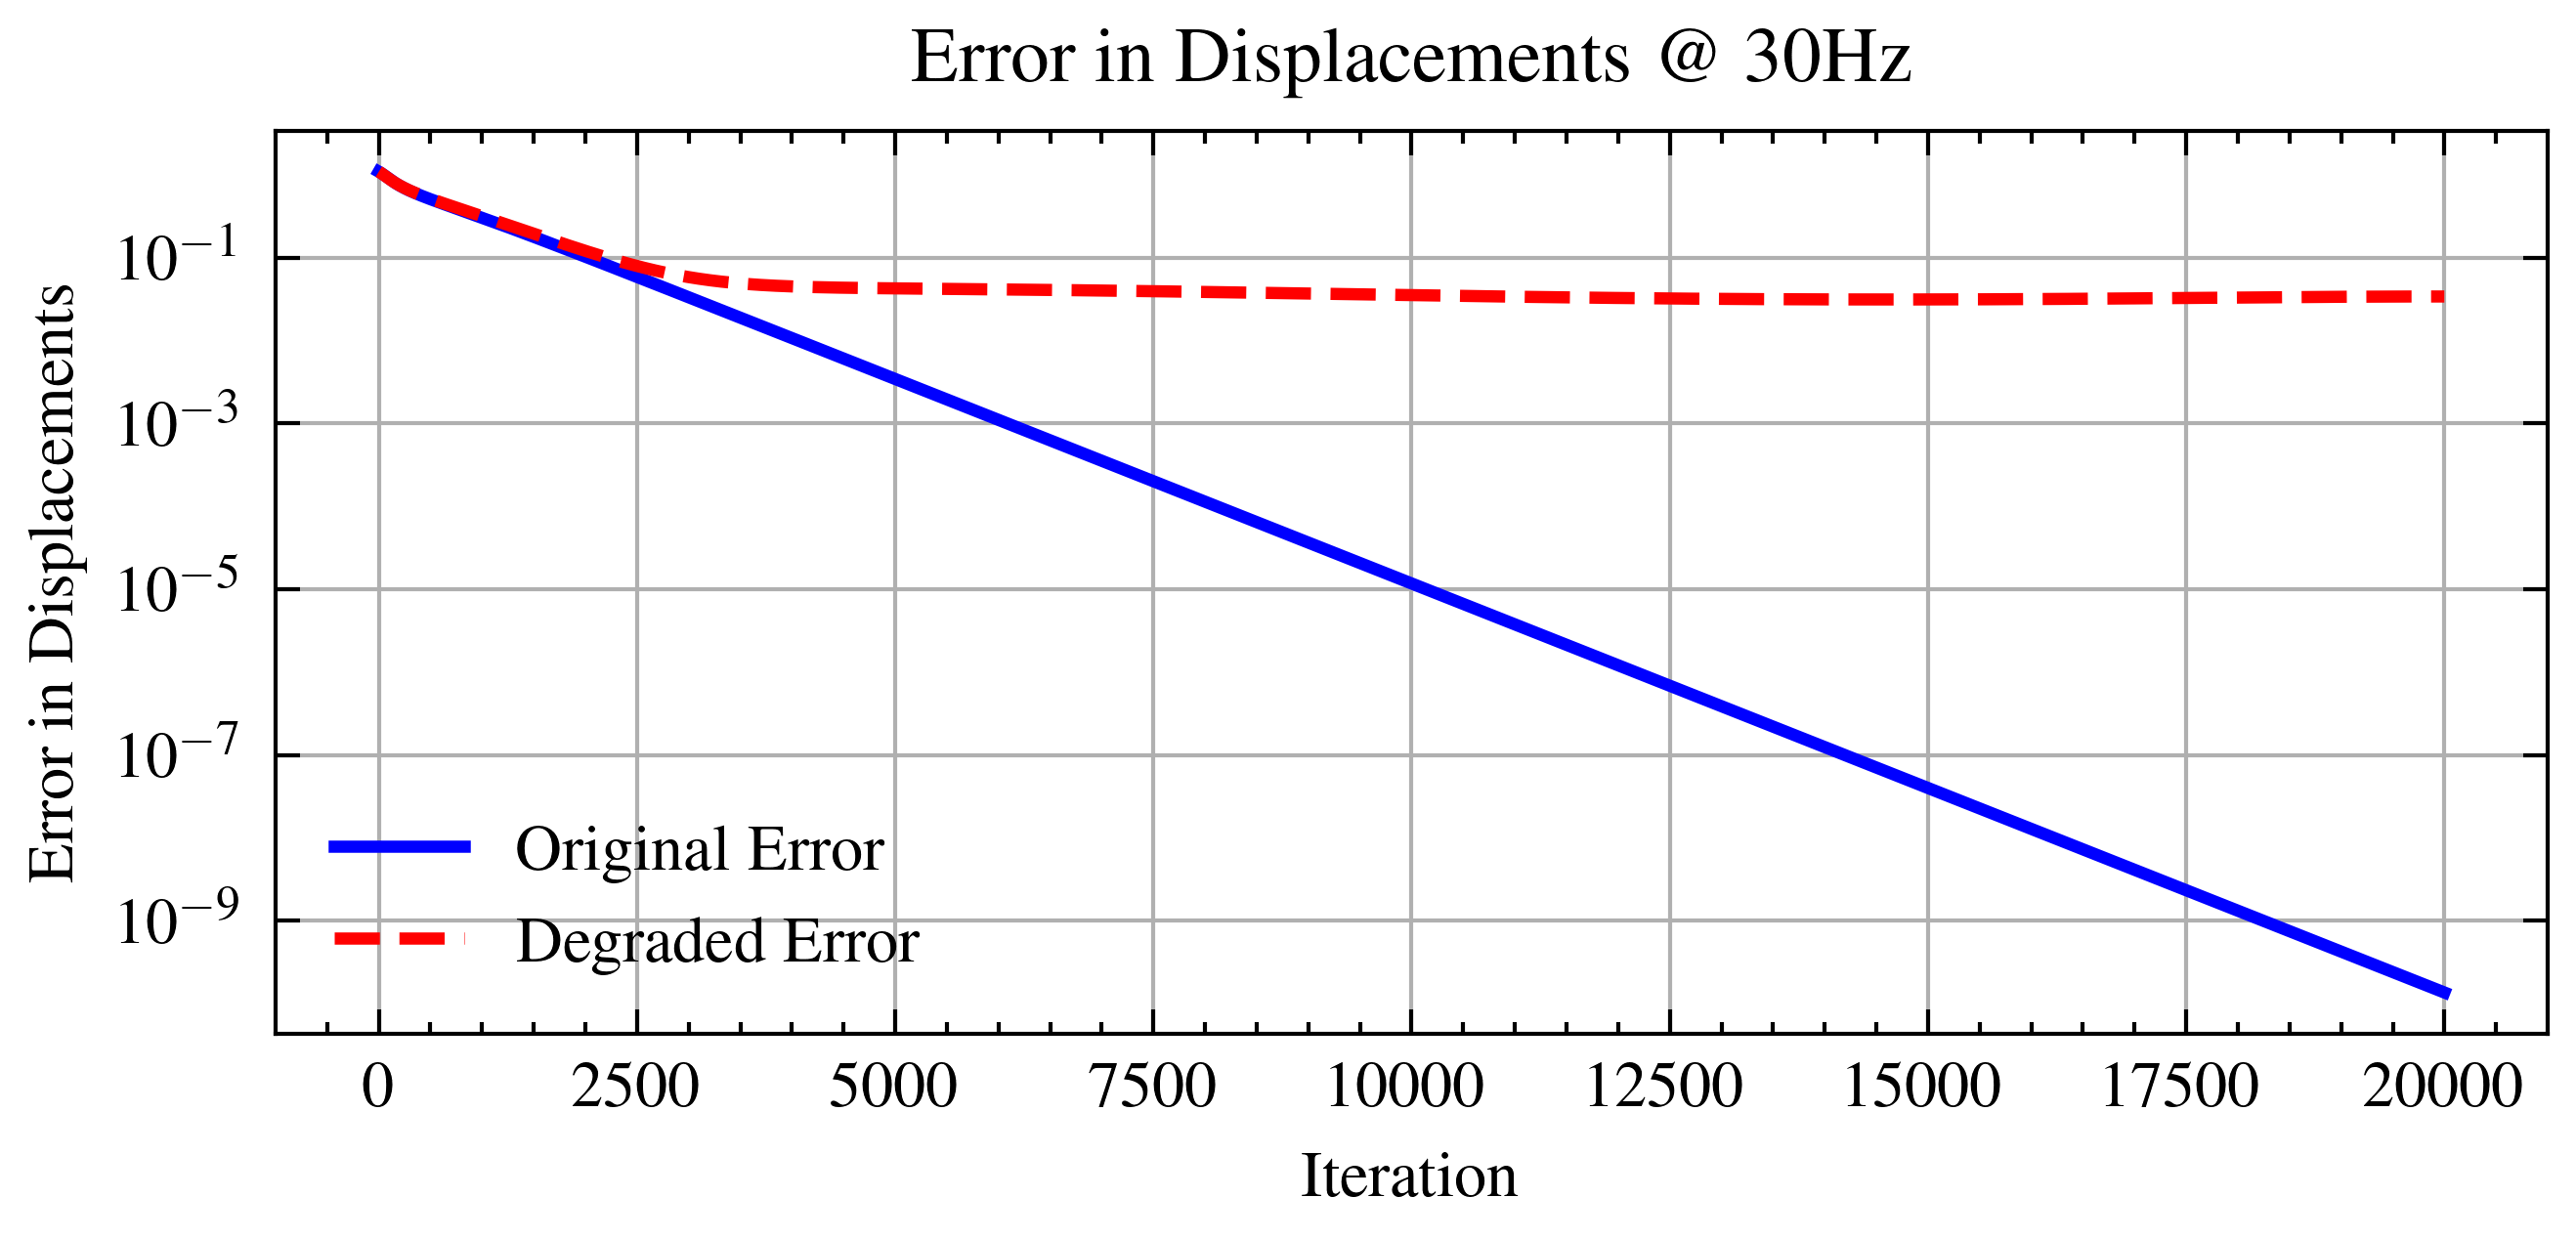 Error in Displacements @ 30Hz
Error in Displacements
10⁻¹
10⁻³
10⁻⁵
10⁻⁷
10⁻⁹
Original Error
Degraded Error
0 2500 5000 7500 10000 12500 15000 17500 20000
Iteration